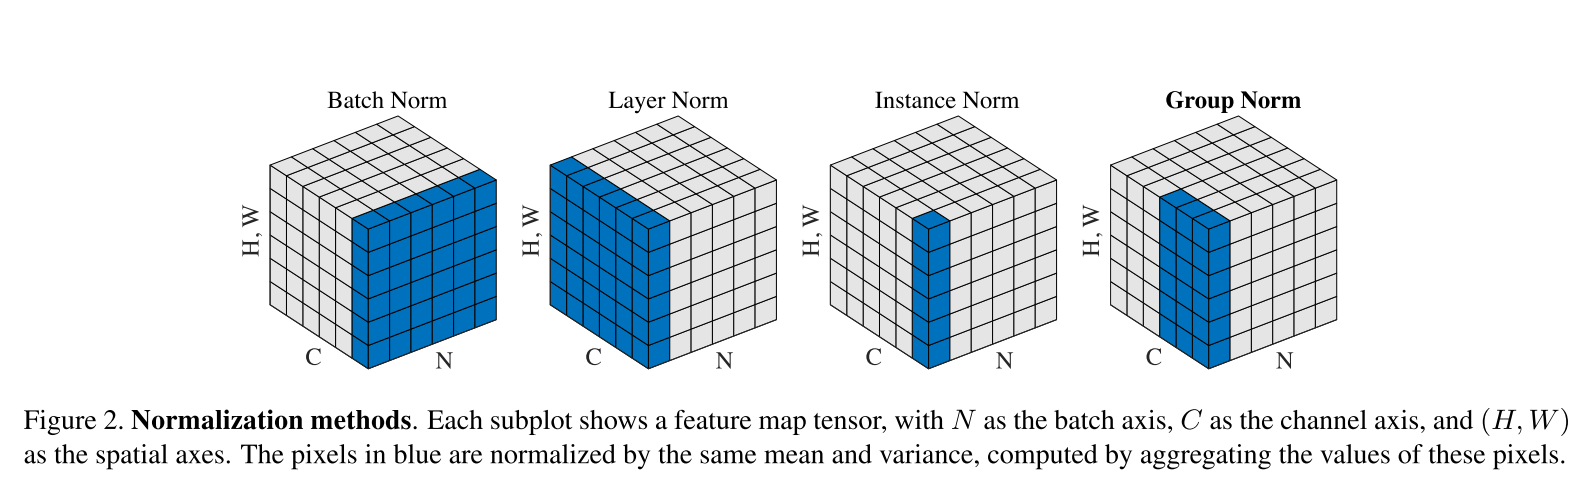 Batch Norm
Layer Norm
Instance Norm
Group Norm
H, W
C
N
H, W
C
N
H, W
C
N
H, W
C
N
Figure 2. Normalization methods. Each subplot shows a feature map tensor, with N as the batch axis, C as the channel axis, and (H, W)
as the spatial axes. The pixels in blue are normalized by the same mean and variance, computed by aggregating the values of these pixels.